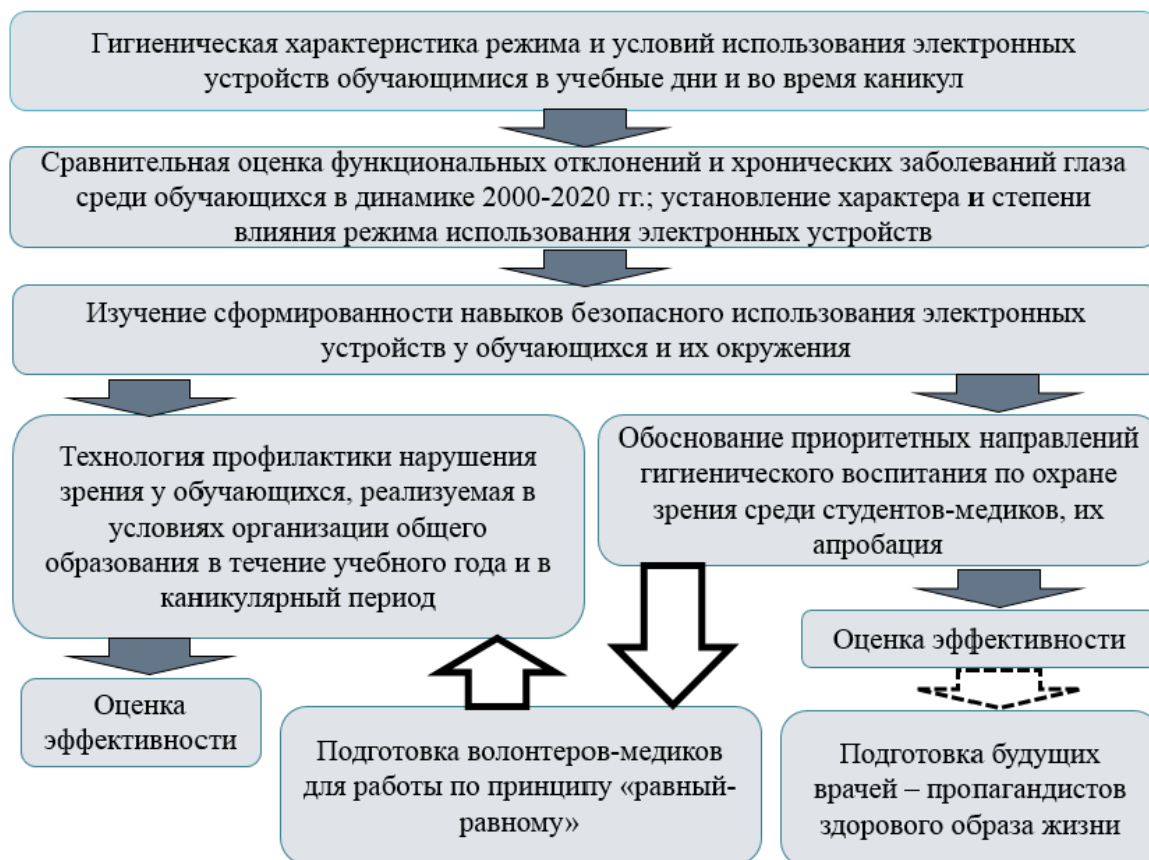 Гигиеническая характеристика режима и условий использования электронных
устройств обучающимися в учебные дни и во время каникул
Сравнительная оценка функциональных отклонений и хронических заболеваний глаза
среди обучающихся в динамике 2000-2020 гг.; установление характера и степени
влияния режима использования электронных устройств
Изучение сформированности навыков безопасного использования электронных
устройств у обучающихся и их окружения
Технология профилактики нарушения
зрения у обучающихся, реализуемая в
условиях организации общего
образования в течение учебного года и в
каникулярный период
Обоснование приоритетных направлений
гигиенического воспитания по охране
зрения среди студентов-медиков, их
апробация
Оценка эффективности
Оценка
эффективности
Подготовка волонтеров-медиков
для работы по принципу «равный-
равному»
Подготовка будущих
врачей – пропагандистов
здорового образа жизни